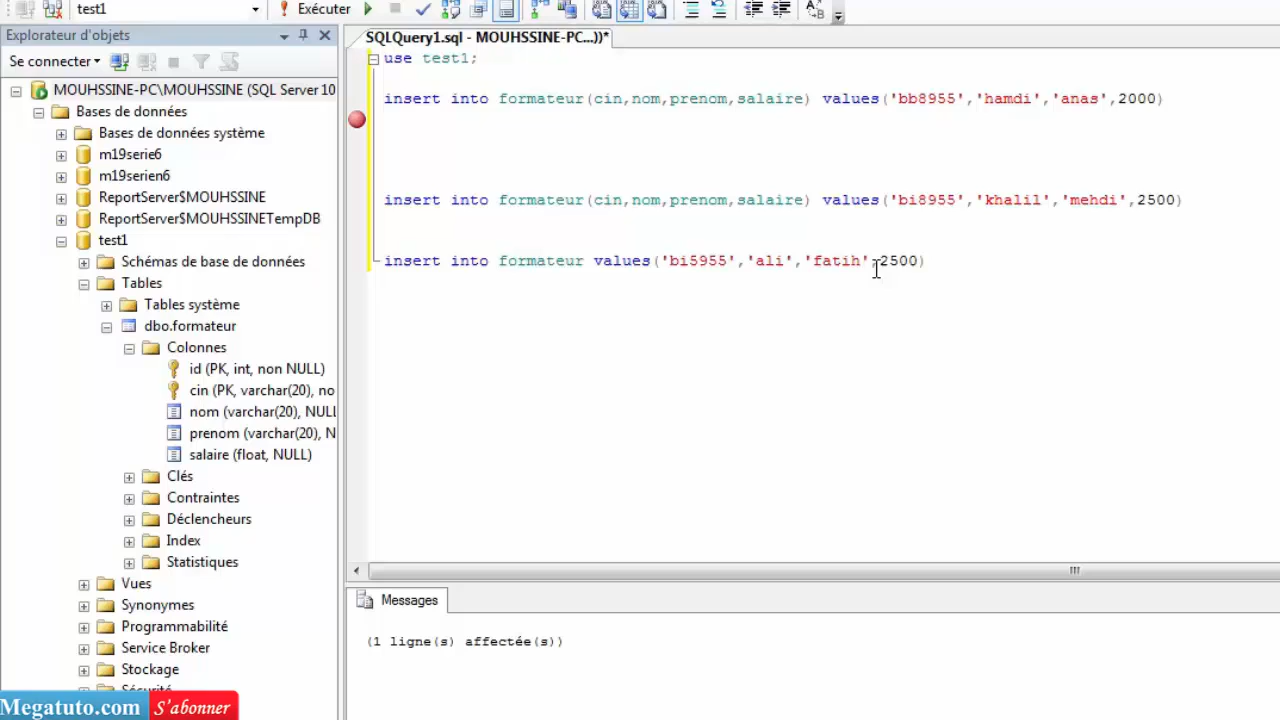 test1
Exécuter
Explorateur d'objets
Se connecter
MOUHSSINE-PC\MOUHSSINE (SQL Server 10
Bases de données
Bases de données système
m19serie6
m19serien6
ReportServer$MOUHSSINE
ReportServer$MOUHSSINETempDB
test1
Schémas de base de données
Tables
Tables système
dbo.formateur
Colonnes
id (PK, int, non NULL)
cin (PK, varchar(20), no
nom (varchar(20), NULL
prenom (varchar(20), N
salaire (float, NULL)
Clés
Contraintes
Déclencheurs
Index
Statistiques
Vues
Synonymes
Programmabilité
Service Broker
Stockage
Sécurité
Megatuto.com S'abonner
SQLQuery1.sql - MOUHSSINE-PC...))*
use test1;
insert into formateur(cin,nom,prenom,salaire) values('bb8955','hamdi','anas',2000)
insert into formateur(cin,nom,prenom,salaire) values('bi8955','khalil','mehdi',2500)
insert into formateur values('bi5955','ali','fatih',2500)
Messages
(1 ligne(s) affectée(s))